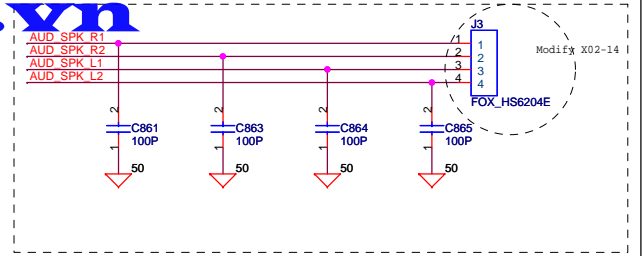 .vn
AUD_SPK_R1
AUD_SPK_R2
AUD_SPK_L1
AUD_SPK_L2
J3
1 1
2 2
3 3
4 4
FOX_HS6204E
Modify X02-14
2 2 2 2
C861 C863 C864 C865
100P 100P 100P 100P
1 1 1 1
50 50 50 50